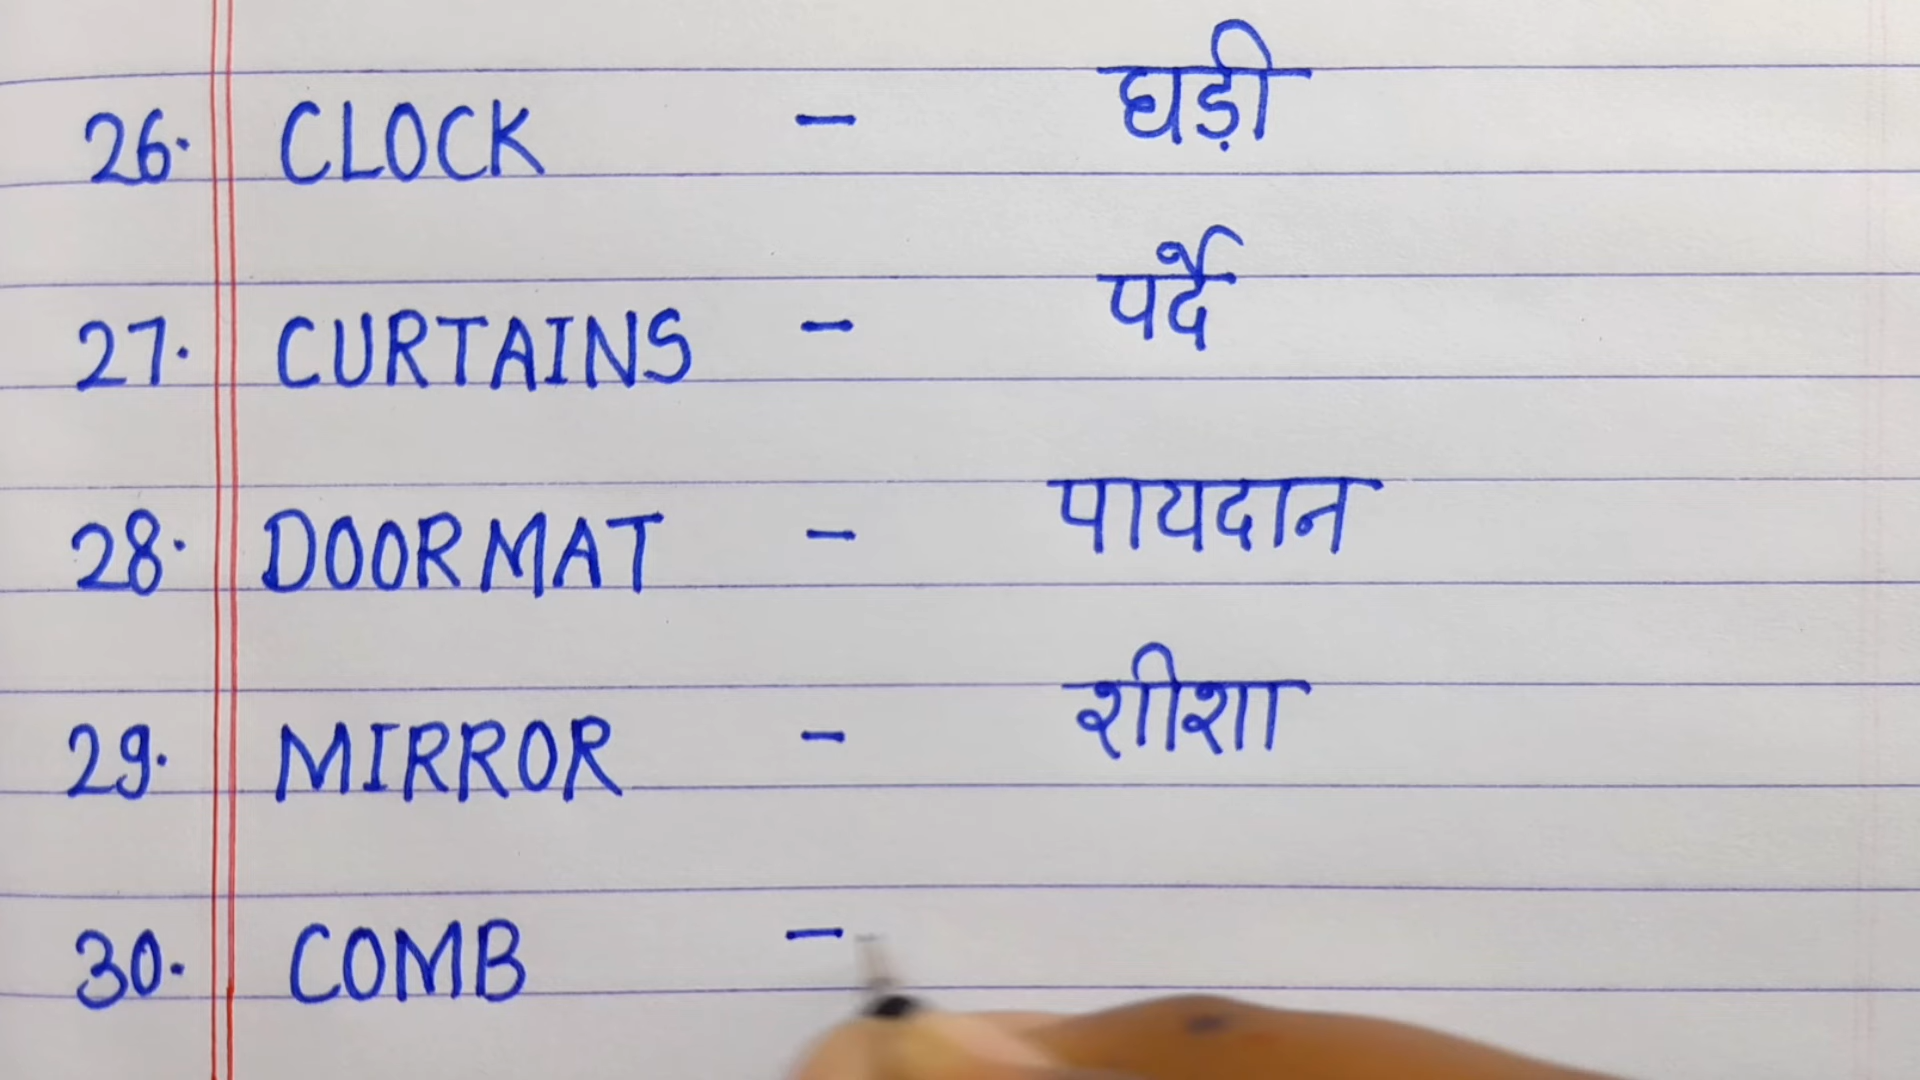 26. CLOCK - घड़ी
27. CURTAINS - पर्दे
28. DOORMAT - पायदान
29. MIRROR - शीशा
30. COMB -